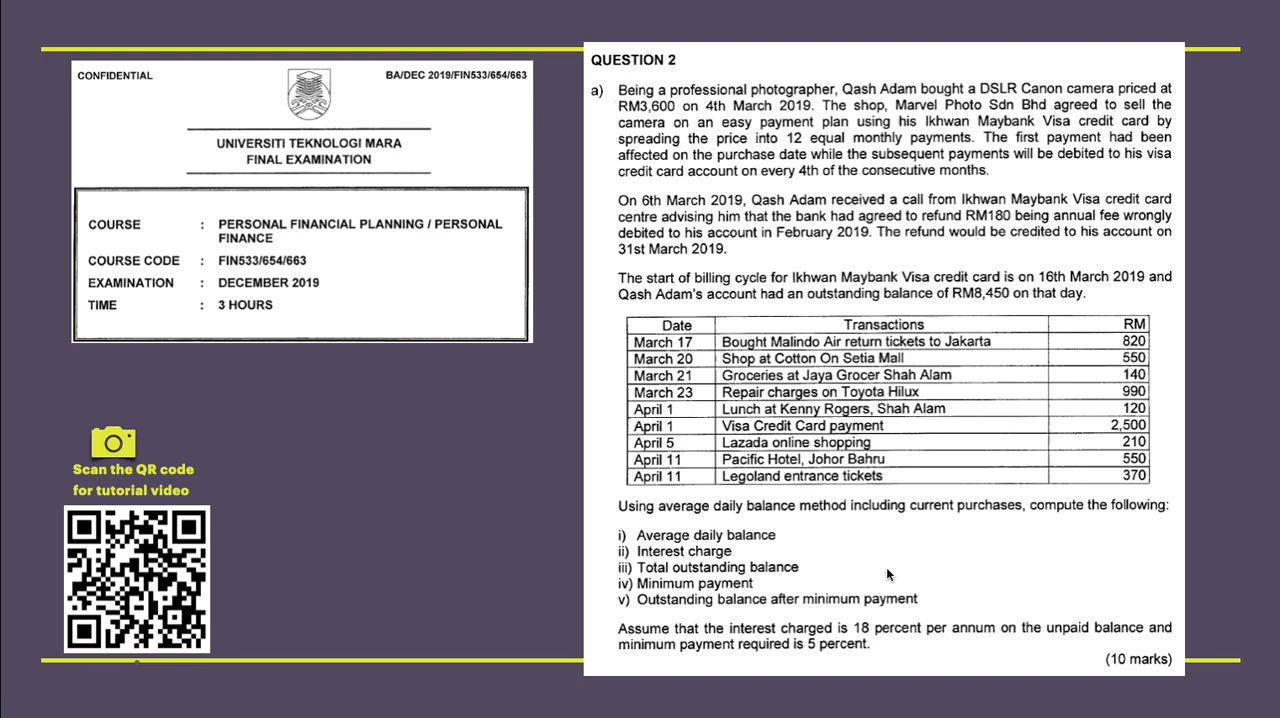 CONFIDENTIAL
BA/DEC 2019/FIN533/654/663
UNIVERSITI TEKNOLOGI MARA
FINAL EXAMINATION
COURSE : PERSONAL FINANCIAL PLANNING / PERSONAL
FINANCE
COURSE CODE : FIN533/654/663
EXAMINATION : DECEMBER 2019
TIME : 3 HOURS
Scan the QR code
for tutorial video
QUESTION 2
a) Being a professional photographer, Qash Adam bought a DSLR Canon camera priced at
RM3,600 on 4th March 2019. The shop, Marvel Photo Sdn Bhd agreed to sell the
camera on an easy payment plan using his Ikhwan Maybank Visa credit card by
spreading the price into 12 equal monthly payments. The first payment had been
affected on the purchase date while the subsequent payments will be debited to his visa
credit card account on every 4th of the consecutive months.
On 6th March 2019, Qash Adam received a call from Ikhwan Maybank Visa credit card
centre advising him that the bank had agreed to refund RM180 being annual fee wrongly
debited to his account in February 2019. The refund would be credited to his account on
31st March 2019.
The start of billing cycle for Ikhwan Maybank Visa credit card is on 16th March 2019 and
Qash Adam's account had an outstanding balance of RM8,450 on that day.
Date Transactions RM
March 17 Bought Malindo Air return tickets to Jakarta 820
March 20 Shop at Cotton On Setia Mall 550
March 21 Groceries at Jaya Grocer Shah Alam 140
March 23 Repair charges on Toyota Hilux 990
April 1 Lunch at Kenny Rogers, Shah Alam 120
April 1 Visa Credit Card payment 2,500
April 5 Lazada online shopping 210
April 11 Pacific Hotel, Johor Bahru 550
April 11 Legoland entrance tickets 370
Using average daily balance method including current purchases, compute the following:
i) Average daily balance
ii) Interest charge
iii) Total outstanding balance
iv) Minimum payment
v) Outstanding balance after minimum payment
Assume that the interest charged is 18 percent per annum on the unpaid balance and
minimum payment required is 5 percent.
(10 marks)